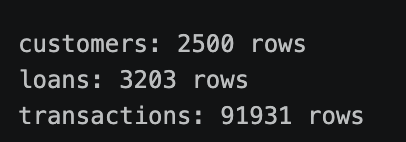 customers: 2500 rows
loans: 3203 rows
transactions: 91931 rows